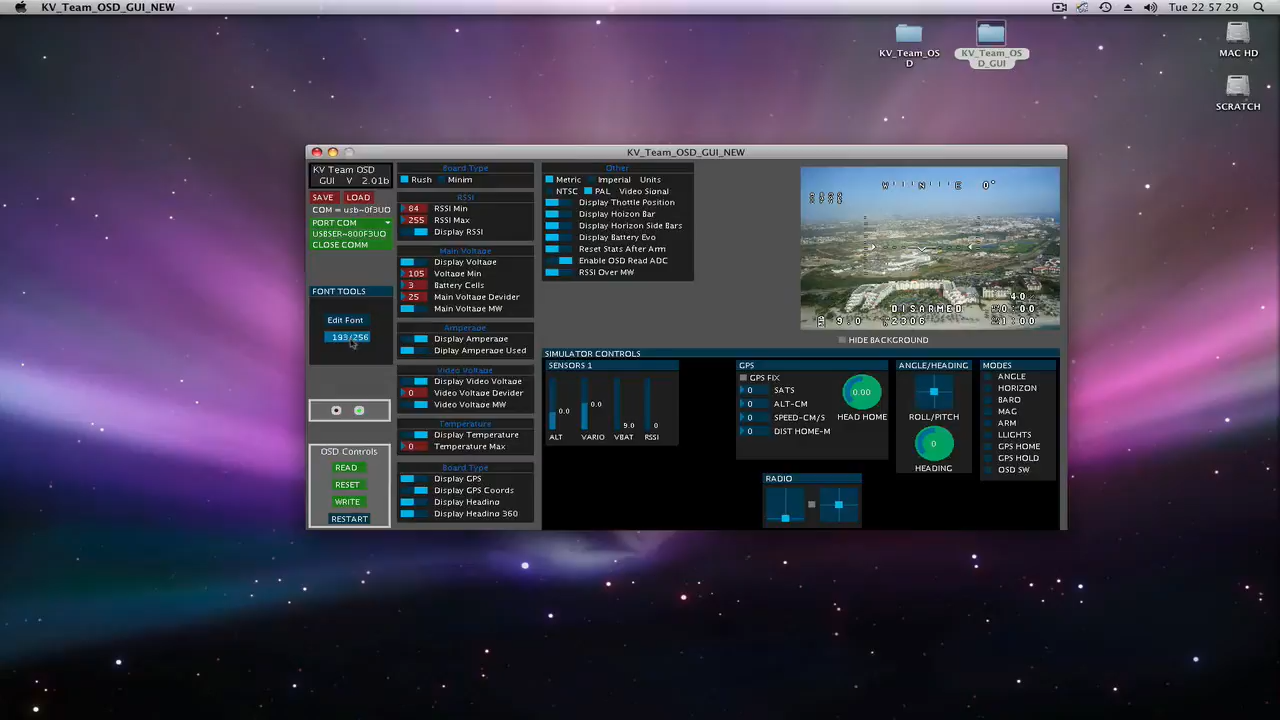 KV_Team_OSD_GUI_NEW
Tue 22 57 29
KV_Team_OS
D
KV_Team_OS
D_GUI
MAC HD
SCRATCH
KV_Team_OSD_GUI_NEW
KV Team OSD
GUI V 2.01b
SAVE LOAD
COM = usb~0f3UO
PORT COM
USBSER~800F3UO
CLOSE COMM
FONT TOOLS
Edit Font
193/256
OSD Controls
READ
RESET
WRITE
RESTART
Board Type
Rush Minim
RSSI
84 RSSI Min
255 RSSI Max
Display RSSI
Main Voltage
Display Voltage
105 Voltage Min
3 Battery Cells
25 Main Voltage Devider
Main Voltage MW
Amperage
Display Amperage
Diplay Amperage Used
Video Voltage
Display Video Voltage
0 Video Voltage Devider
Video Voltage MW
Temperature
Display Temperature
0 Temperature Max
Board Type
Display GPS
Display GPS Coords
Display Heading
Display Heading 360
Other
Metric Imperial Units
NTSC PAL Video Signal
Display Thottle Position
Display Hoizon Bar
Display Horizon Side Bars
Display Battery Evo
Reset Stats After Arm
Enable OSD Read ADC
RSSI Over MW
0°
DISARMED
HIDE BACKGROUND
SIMULATOR CONTROLS
SENSORS 1
0.0
0.0
9.0
0
ALT VARIO VBAT RSSI
GPS
GPS FIX
0 SATS
0 ALT-CM
0 SPEED-CM/S
0 DIST HOME-M
0.00
HEAD HOME
ANGLE/HEADING
ROLL/PITCH
0
HEADING
MODES
ANGLE
HORIZON
BARO
MAG
ARM
LLIGHTS
GPS HOME
GPS HOLD
OSD SW
RADIO